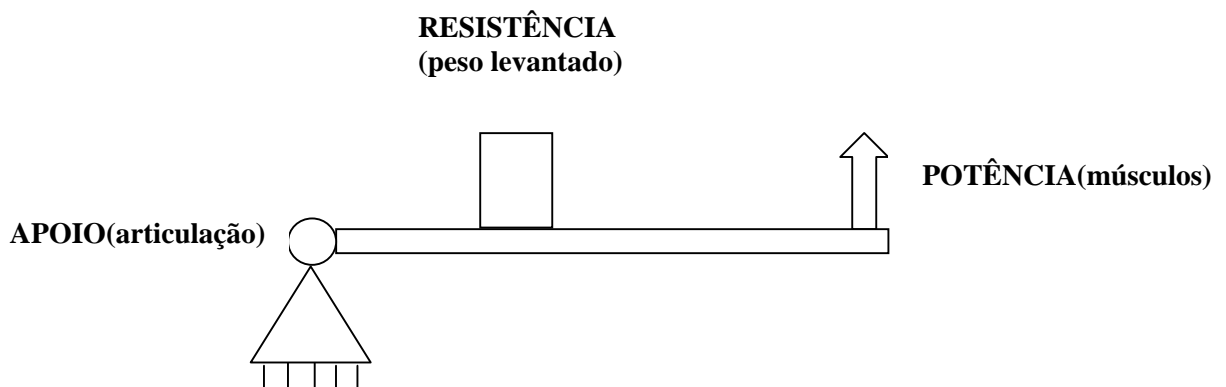 RESISTÊNCIA
(peso levantado)
POTÊNCIA(músculos)
APOIO(articulação)